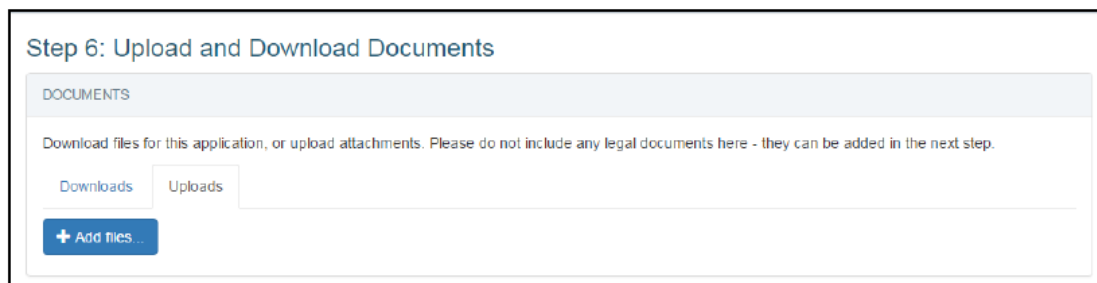 Step 6: Upload and Download Documents
DOCUMENTS
Download files for this application, or upload attachments. Please do not include any legal documents here - they can be added in the next step.
Downloads Uploads
+ Add files...